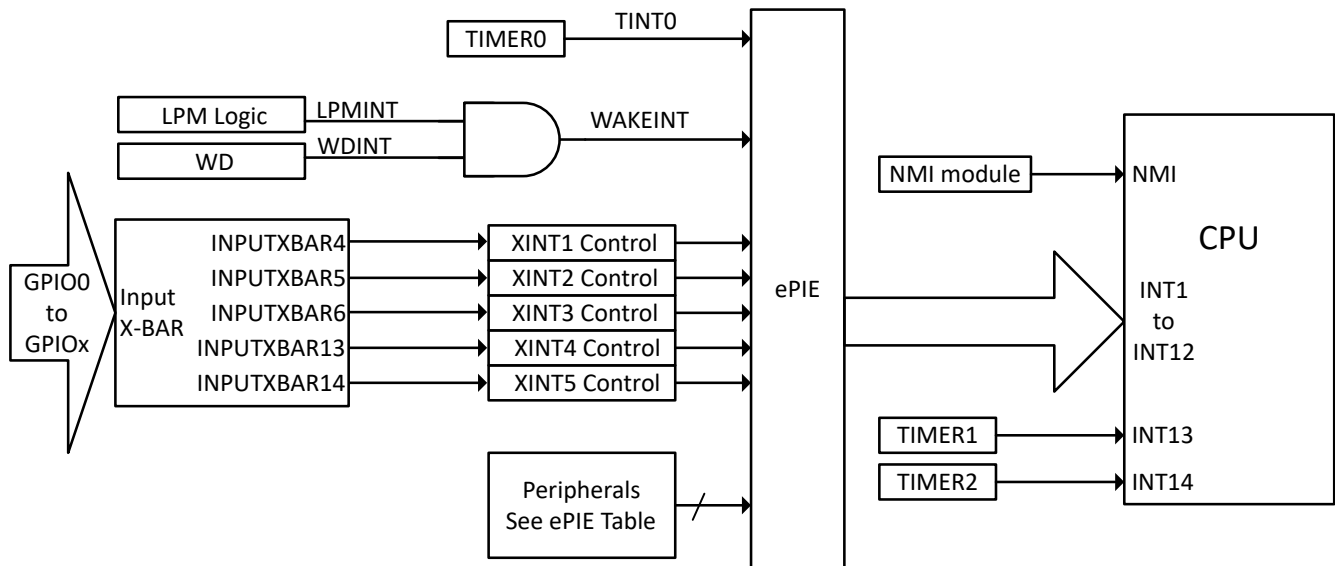 TINT0
TIMER0
LPM Logic
LPMINT
WD
WDINT
WAKEINT
GPIO0
to
GPIOx
Input
X-BAR
INPUTXBAR4
INPUTXBAR5
INPUTXBAR6
INPUTXBAR13
INPUTXBAR14
XINT1 Control
XINT2 Control
XINT3 Control
XINT4 Control
XINT5 Control
Peripherals
See ePIE Table
ePIE
NMI module
NMI
CPU
INT1
to
INT12
TIMER1
INT13
TIMER2
INT14